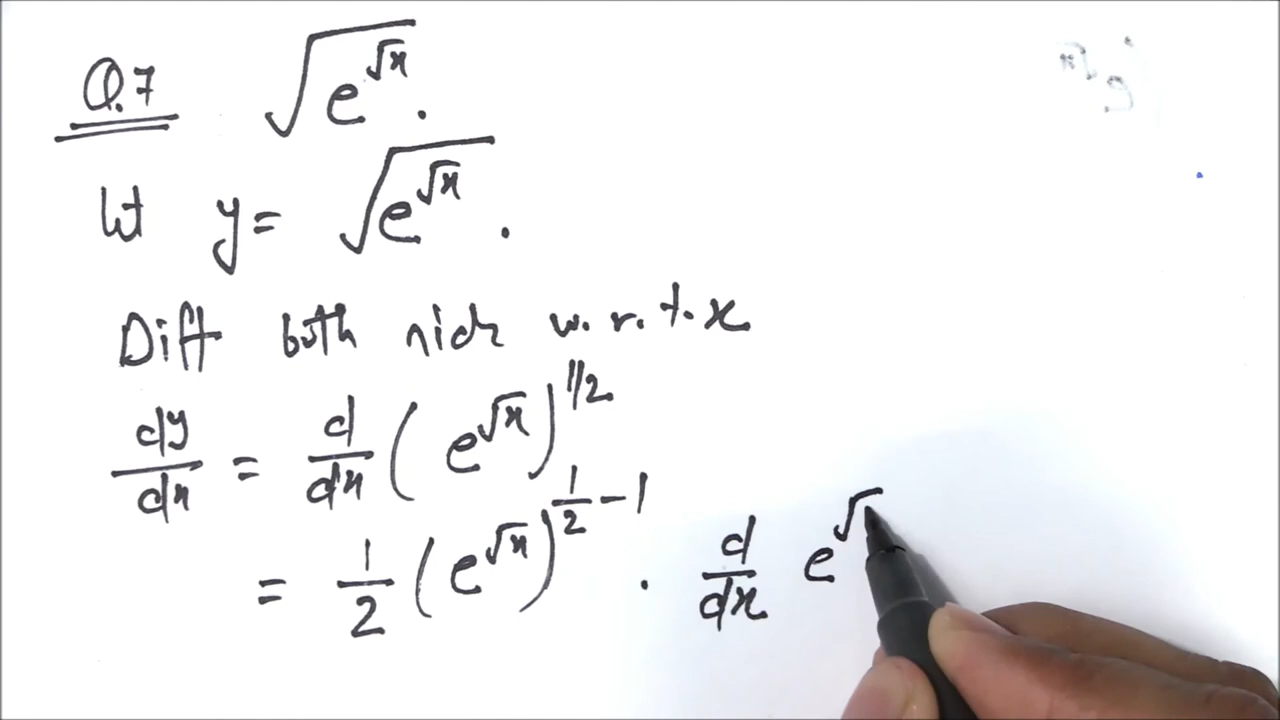 Q.7 √(e^√x).
Let y = √(e^√x).
Diff both side w.r.t. x
dy/dx = d/dx (e^√x)^1/2
= 1/2 (e^√x)^(1/2 - 1) . d/dx e^√